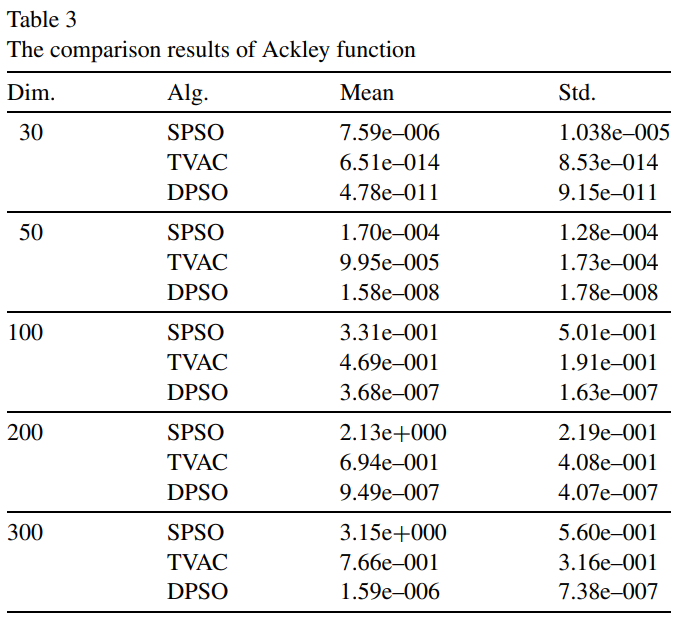 Table 3
The comparison results of Ackley function
Dim. Alg. Mean Std.
30 SPSO 7.59e–006 1.038e–005
TVAC 6.51e–014 8.53e–014
DPSO 4.78e–011 9.15e–011
50 SPSO 1.70e–004 1.28e–004
TVAC 9.95e–005 1.73e–004
DPSO 1.58e–008 1.78e–008
100 SPSO 3.31e–001 5.01e–001
TVAC 4.69e–001 1.91e–001
DPSO 3.68e–007 1.63e–007
200 SPSO 2.13e+000 2.19e–001
TVAC 6.94e–001 4.08e–001
DPSO 9.49e–007 4.07e–007
300 SPSO 3.15e+000 5.60e–001
TVAC 7.66e–001 3.16e–001
DPSO 1.59e–006 7.38e–007